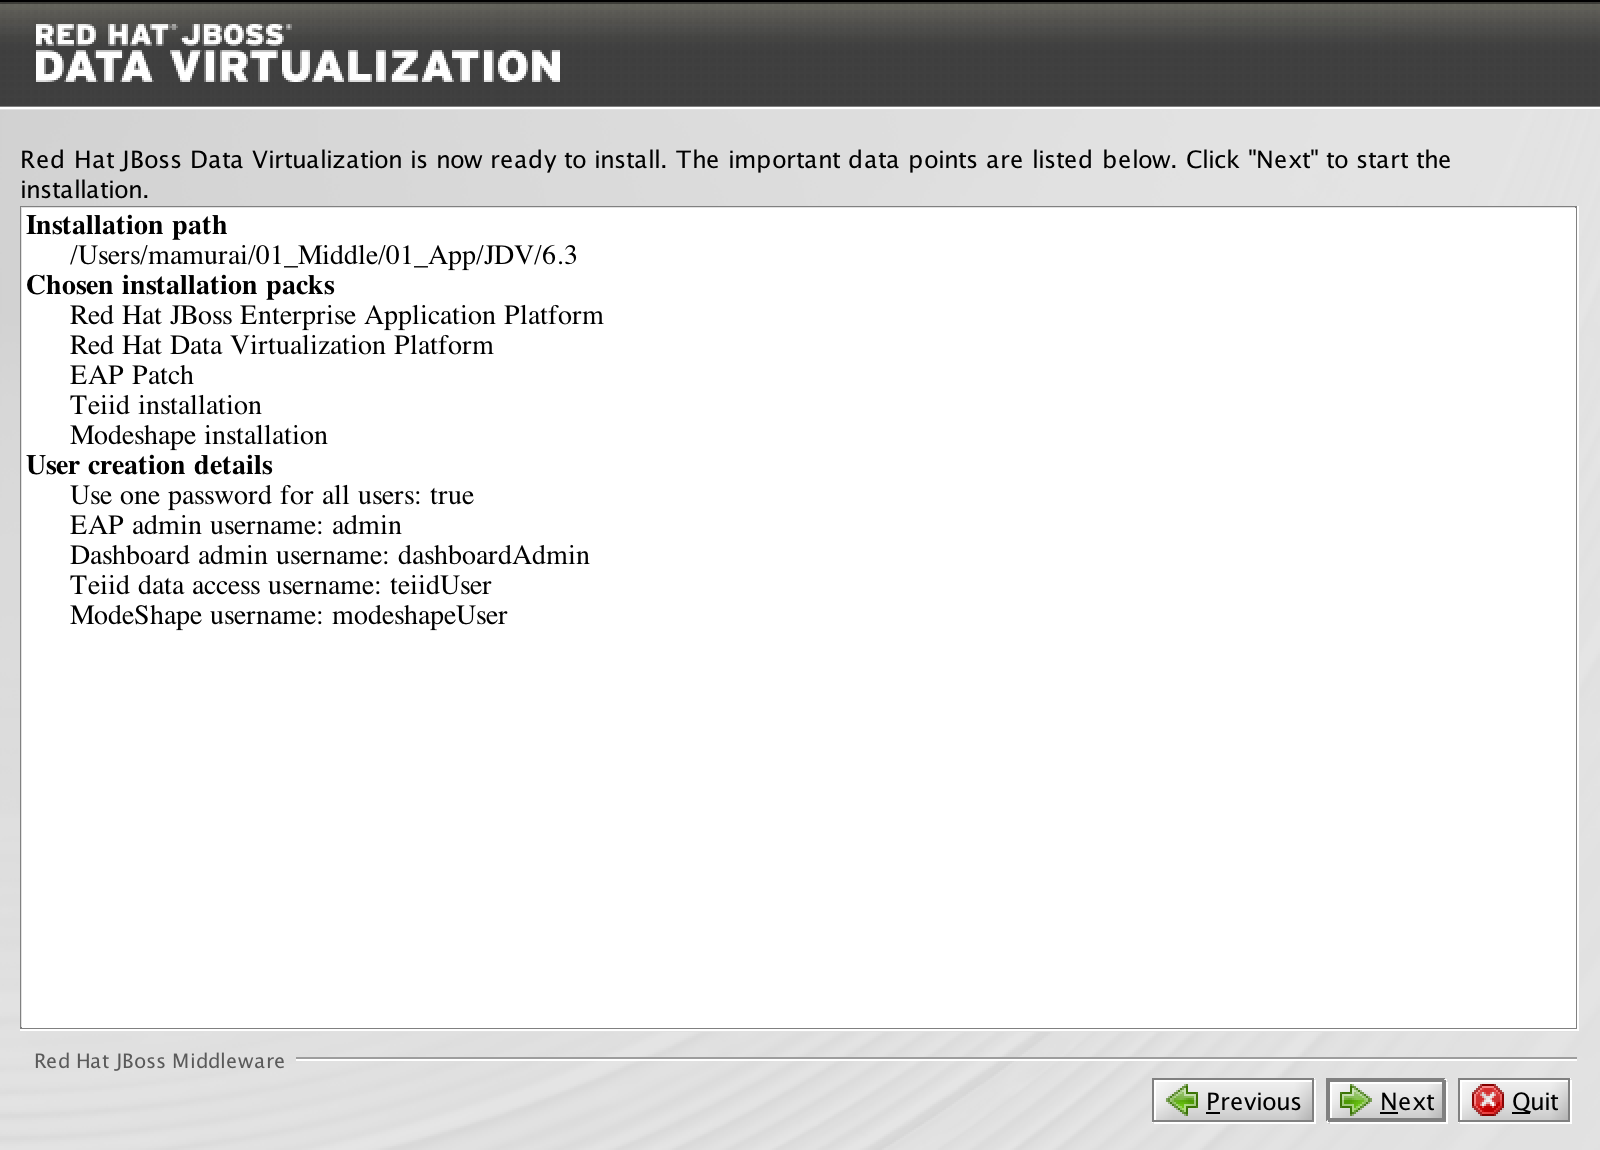 RED HAT® JBOSS®
DATA VIRTUALIZATION
Red Hat JBoss Data Virtualization is now ready to install. The important data points are listed below. Click "Next" to start the
installation.
Installation path
/Users/mamurai/01_Middle/01_App/JDV/6.3
Chosen installation packs
Red Hat JBoss Enterprise Application Platform
Red Hat Data Virtualization Platform
EAP Patch
Teiid installation
Modeshape installation
User creation details
Use one password for all users: true
EAP admin username: admin
Dashboard admin username: dashboardAdmin
Teiid data access username: teiidUser
ModeShape username: modeshapeUser
Red Hat JBoss Middleware
Previous
Next
Quit